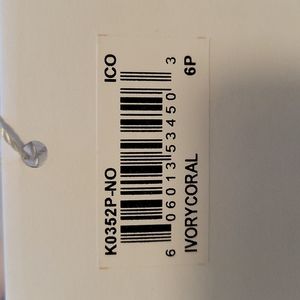 K0352P-NO ICO
6 06013 53450 3
IVORYCORAL 6P